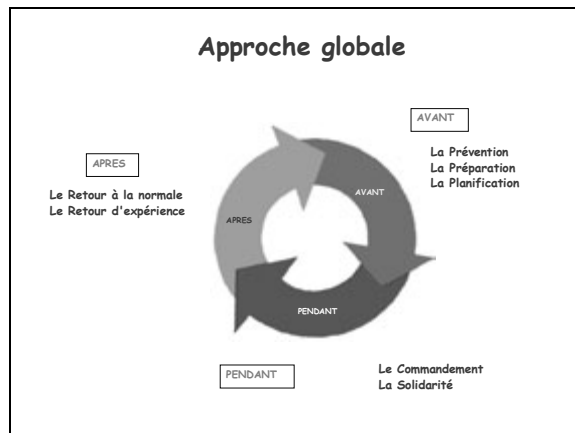 Approche globale
AVANT
La Prévention
La Préparation
La Planification
APRES
Le Retour à la normale
Le Retour d'expérience
AVANT
APRES
PENDANT
PENDANT
Le Commandement
La Solidarité